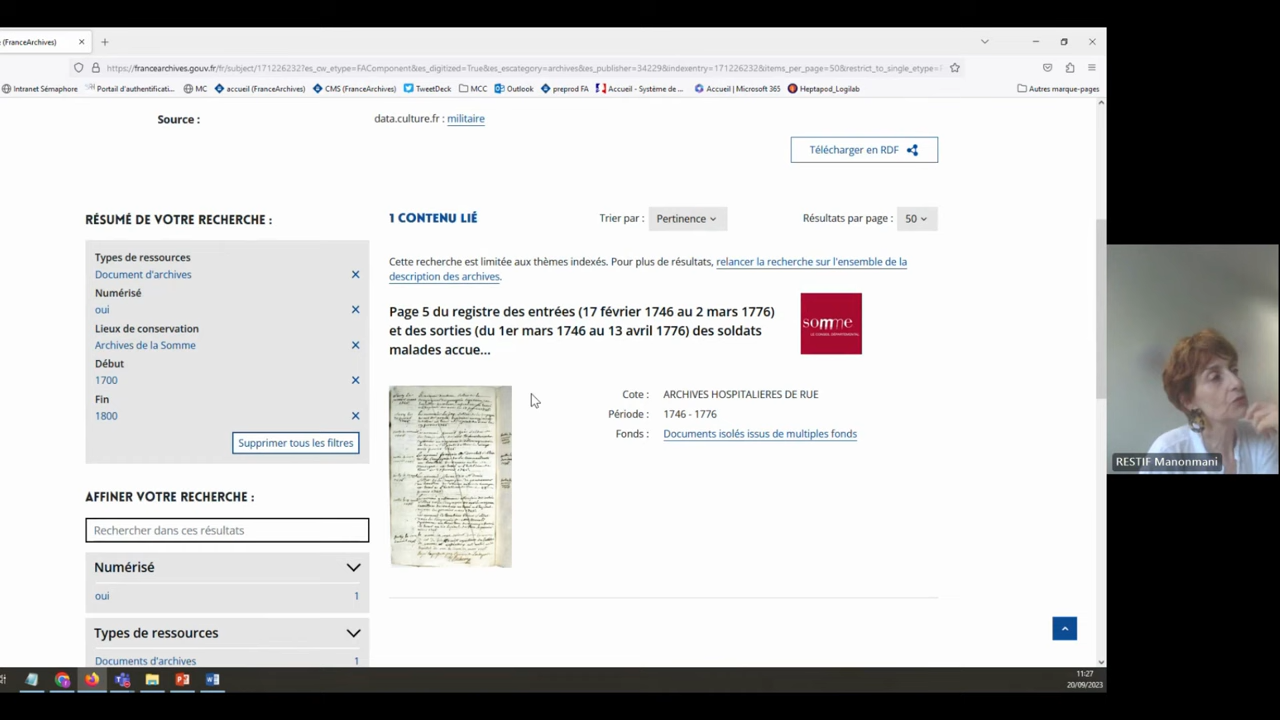 (FranceArchives)
https://francearchives.gouv.fr/fr/subject/171226232?es_cw_etype=FAComponent&es_digitized=True&es_escategory=archives&es_publisher=34229&indexentry=171226232&items_per_page=50&restrict_to_single_etype=F
Intranet Sémaphore
Portail d'authentificati...
MC
accueil (FranceArchives)
CMS (FranceArchives)
TweetDeck
MCC
Outlook
preprod FA
Accueil - Système de ...
Accueil | Microsoft 365
Heptapod_Logilab
Autres marque-pages
Source :
data.culture.fr : militaire
Télécharger en RDF
RÉSUMÉ DE VOTRE RECHERCHE :
Types de ressources
Document d'archives
Numérisé
oui
Lieux de conservation
Archives de la Somme
Début
1700
Fin
1800
Supprimer tous les filtres
AFFINER VOTRE RECHERCHE :
Rechercher dans ces résultats
Numérisé
oui 1
Types de ressources
Documents d'archives 1
1 CONTENU LIÉ
Trier par : Pertinence
Résultats par page : 50
Cette recherche est limitée aux thèmes indexés. Pour plus de résultats, relancer la recherche sur l'ensemble de la
description des archives.
Page 5 du registre des entrées (17 février 1746 au 2 mars 1776)
et des sorties (du 1er mars 1746 au 13 avril 1776) des soldats
malades accue...
somme
LE CONSEIL DÉPARTEMENTAL
Cote : ARCHIVES HOSPITALIERES DE RUE
Période : 1746 - 1776
Fonds : Documents isolés issus de multiples fonds
RESTIF Manonmani
11:27
20/09/2023